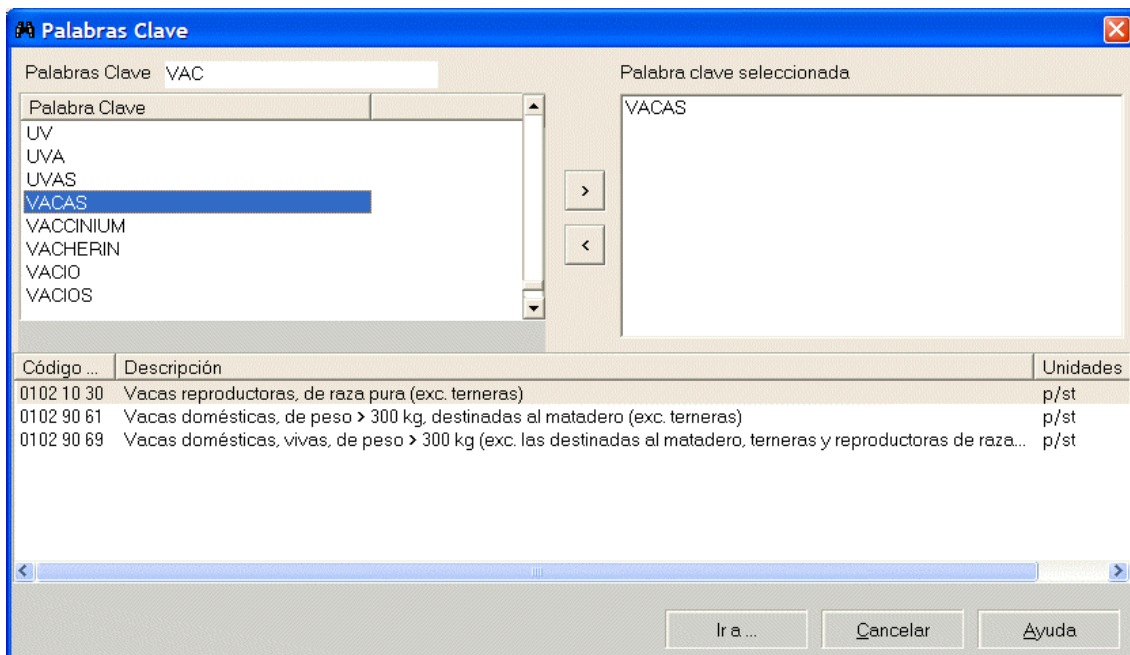 Palabras Clave
Palabras Clave VAC
Palabra clave seleccionada
Palabra Clave
UV
UVA
UVAS
VACAS
VACCINIUM
VACHERIN
VACIO
VACIOS
>
<
VACAS
Código ... Descripción Unidades
0102 10 30 Vacas reproductoras, de raza pura (exc. terneras) p/st
0102 90 61 Vacas domésticas, de peso > 300 kg, destinadas al matadero (exc. terneras) p/st
0102 90 69 Vacas domésticas, vivas, de peso > 300 kg (exc. las destinadas al matadero, terneras y reproductoras de raza... p/st
Ir a ... Cancelar Ayuda